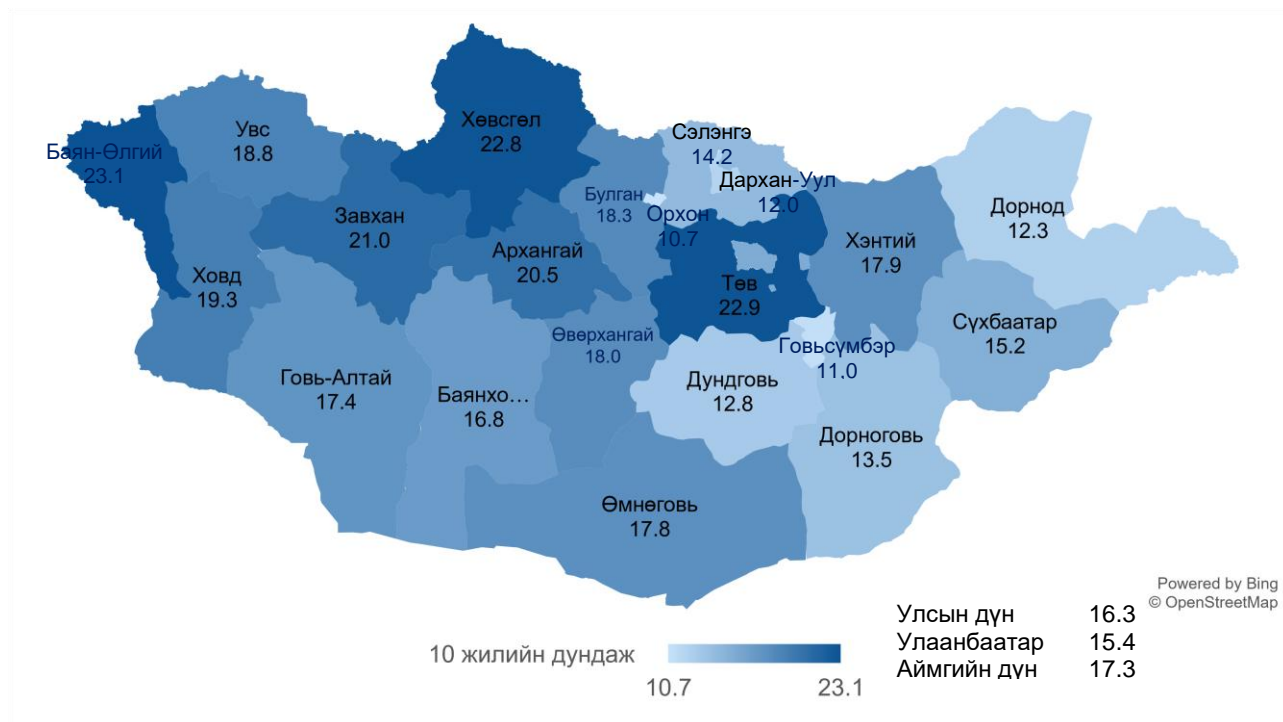 Увс
18.8
Баян-Өлгий
23.1
Хөвсгөл
22.8
Сэлэнгэ
14.2
Булган
18.3
Дархан-Уул
12.0
Орхон
10.7
Завхан
21.0
Архангай
20.5
Дорнод
12.3
Хэнтий
17.9
Ховд
19.3
Төв
22.9
Сүхбаатар
15.2
Өвөрхангай
18.0
Говьсүмбэр
11.0
Говь-Алтай
17.4
Баянхо…
16.8
Дундговь
12.8
Дорноговь
13.5
Өмнөговь
17.8
Powered by Bing
© OpenStreetMap
Улсын дүн 16.3
Улаанбаатар 15.4
Аймгийн дүн 17.3
10 жилийн дундаж
10.7 23.1